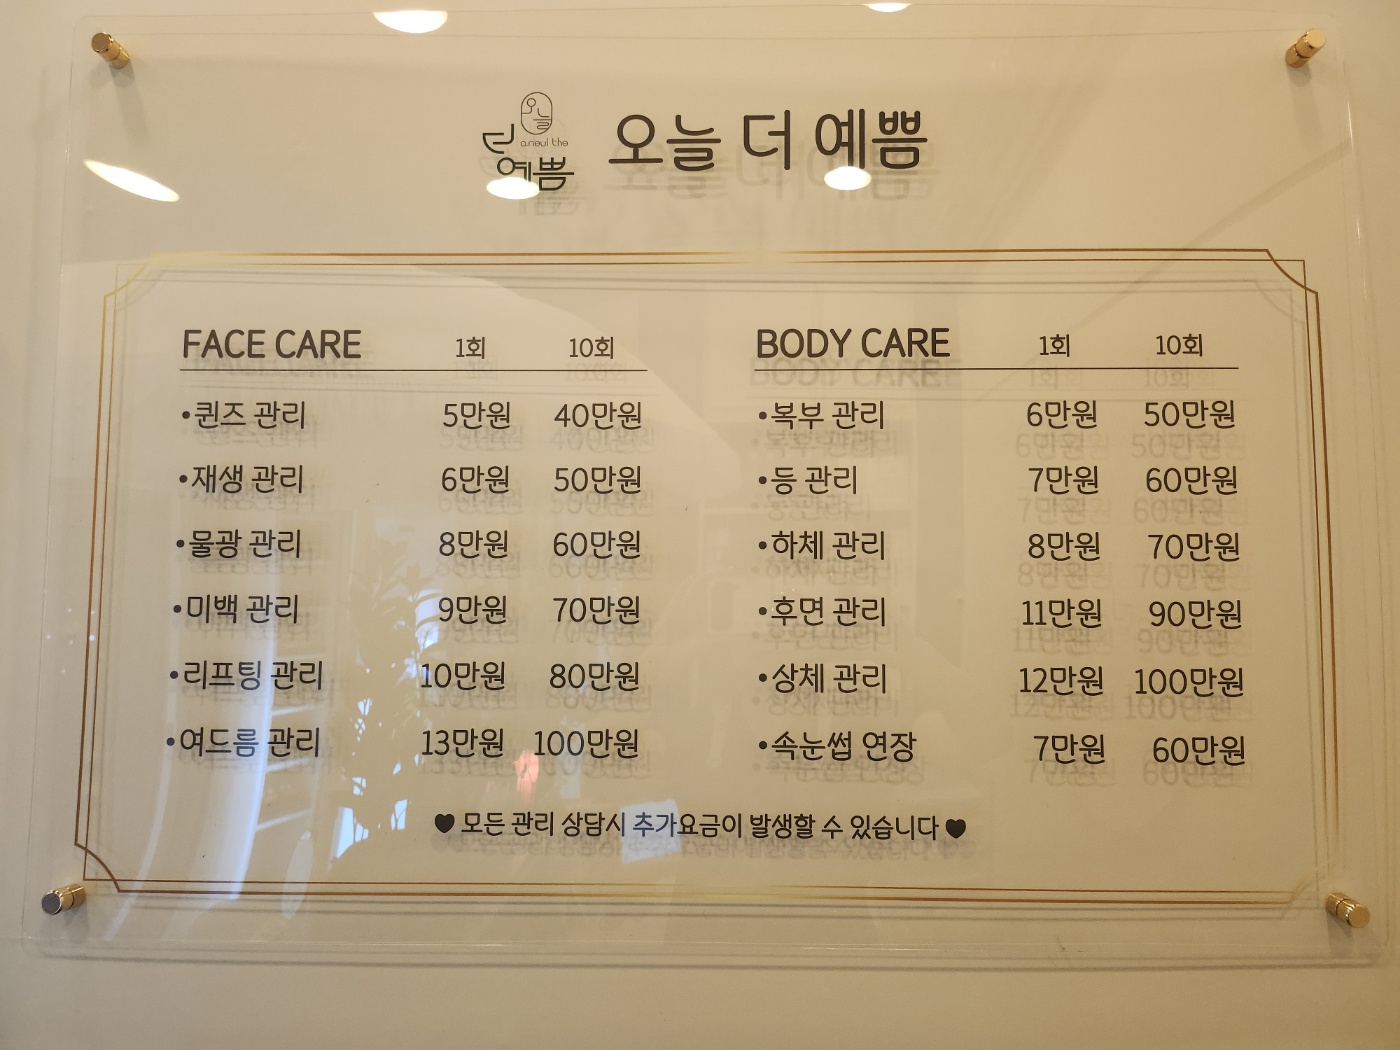 오늘
a.neul the
더
예쁨
오늘 더 예쁨
FACE CARE 1회 10회
•퀸즈 관리 5만원 40만원
•재생 관리 6만원 50만원
•물광 관리 8만원 60만원
•미백 관리 9만원 70만원
•리프팅 관리 10만원 80만원
•여드름 관리 13만원 100만원
BODY CARE 1회 10회
•복부 관리 6만원 50만원
•등 관리 7만원 60만원
•하체 관리 8만원 70만원
•후면 관리 11만원 90만원
•상체 관리 12만원 100만원
•속눈썹 연장 7만원 60만원
♥ 모든 관리 상담시 추가요금이 발생할 수 있습니다 ♥